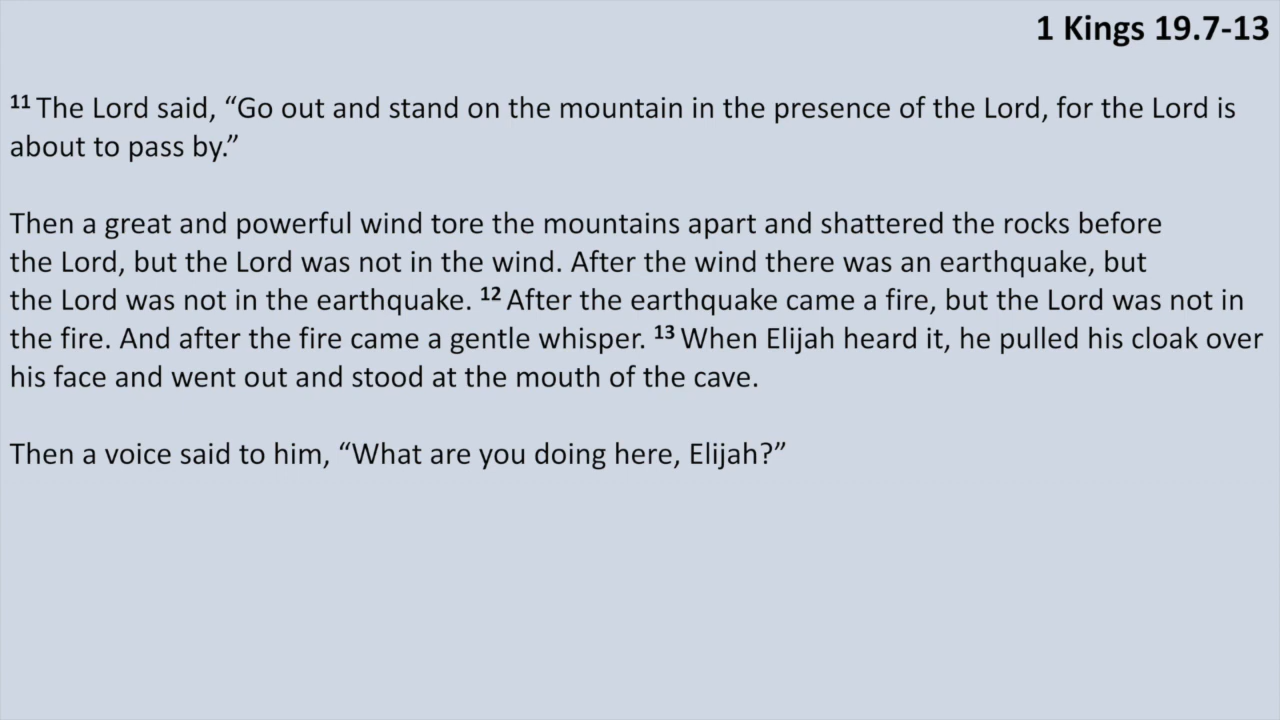 1 Kings 19.7-13
11 The Lord said, “Go out and stand on the mountain in the presence of the Lord, for the Lord is
about to pass by.”
Then a great and powerful wind tore the mountains apart and shattered the rocks before
the Lord, but the Lord was not in the wind. After the wind there was an earthquake, but
the Lord was not in the earthquake. 12 After the earthquake came a fire, but the Lord was not in
the fire. And after the fire came a gentle whisper. 13 When Elijah heard it, he pulled his cloak over
his face and went out and stood at the mouth of the cave.
Then a voice said to him, “What are you doing here, Elijah?”